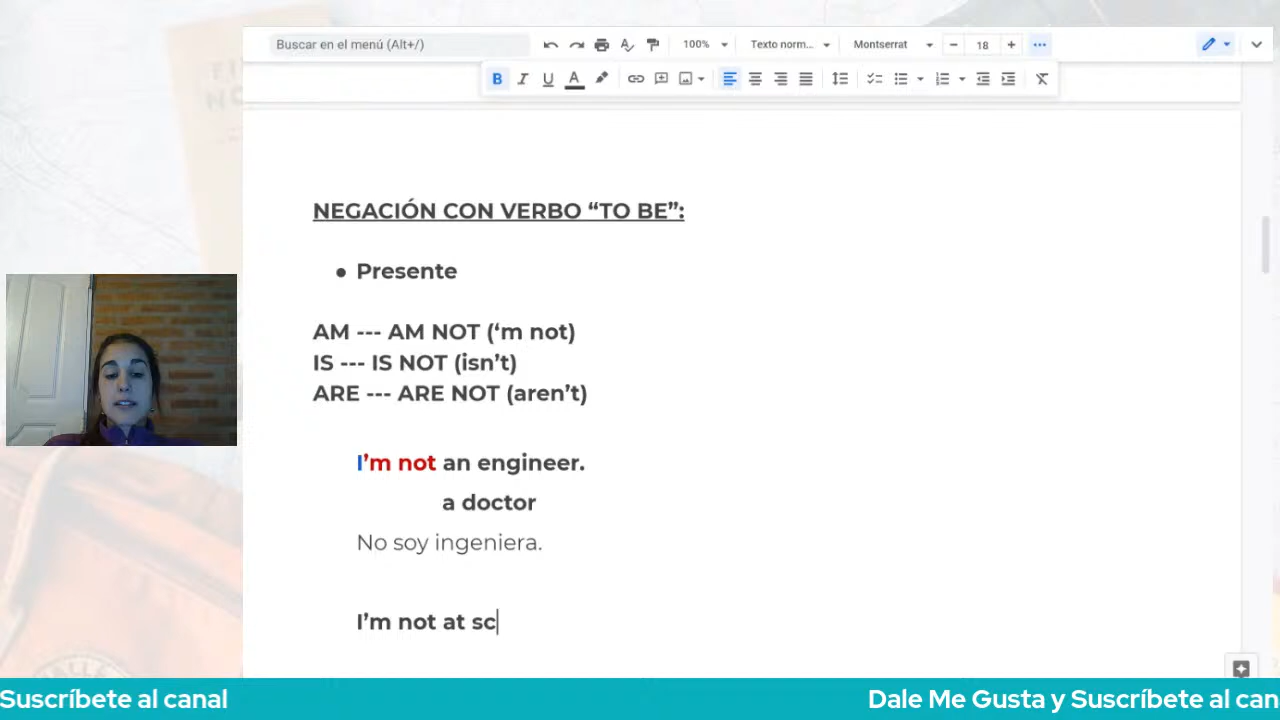 Buscar en el menú (Alt+/)
100%
Texto norm...
Montserrat
18
B I U A
NEGACIÓN CON VERBO “TO BE”:
● Presente
AM --- AM NOT (‘m not)
IS --- IS NOT (isn’t)
ARE --- ARE NOT (aren’t)
I’m not an engineer.
a doctor
No soy ingeniera.
I’m not at sc
Suscríbete al canal
Dale Me Gusta y Suscríbete al can